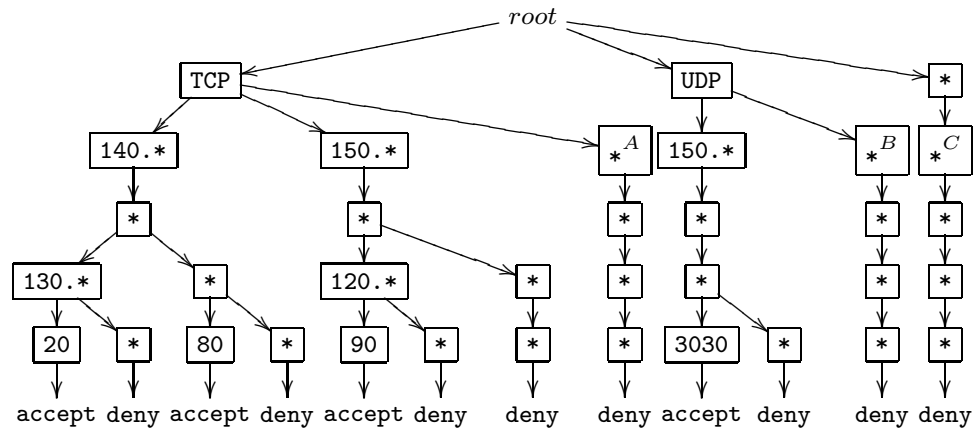 root
TCP UDP *
140.* 150.* *A 150.* *B *C
* * * * * *
130.* * 120.* * * * * *
20 * 80 * 90 * * * 3030 * * *
accept deny accept deny accept deny deny deny accept deny deny deny